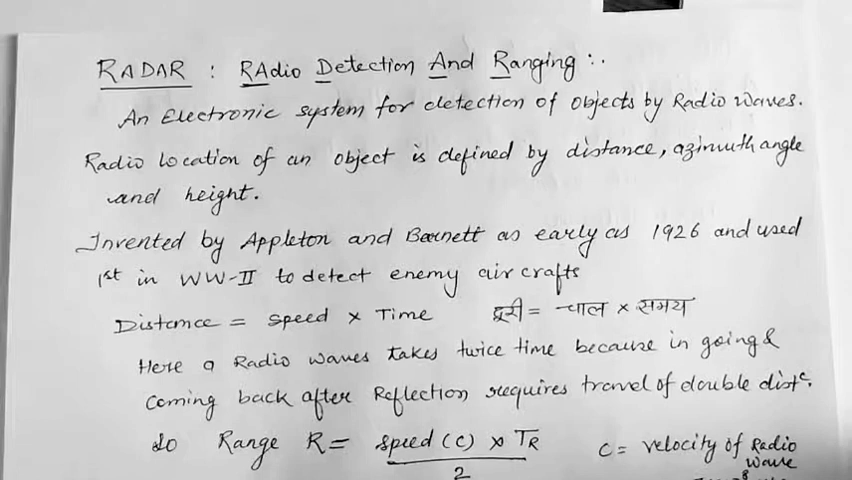 RADAR : RAdio Detection And Ranging :.
An Electronic system for detection of objects by Radio waves.
Radio location of an object is defined by distance, azimuth angle
and height.
Invented by Appleton and Barnett as early as 1926 and used
1st in WW-II to detect enemy air crafts
Distance = speed × Time दूरी = चाल × समय
Here a Radio waves takes twice time because in going &
coming back after Reflection requires travel of double distc.
so Range R = speed (c) × TR / 2 C = velocity of Radio
wave